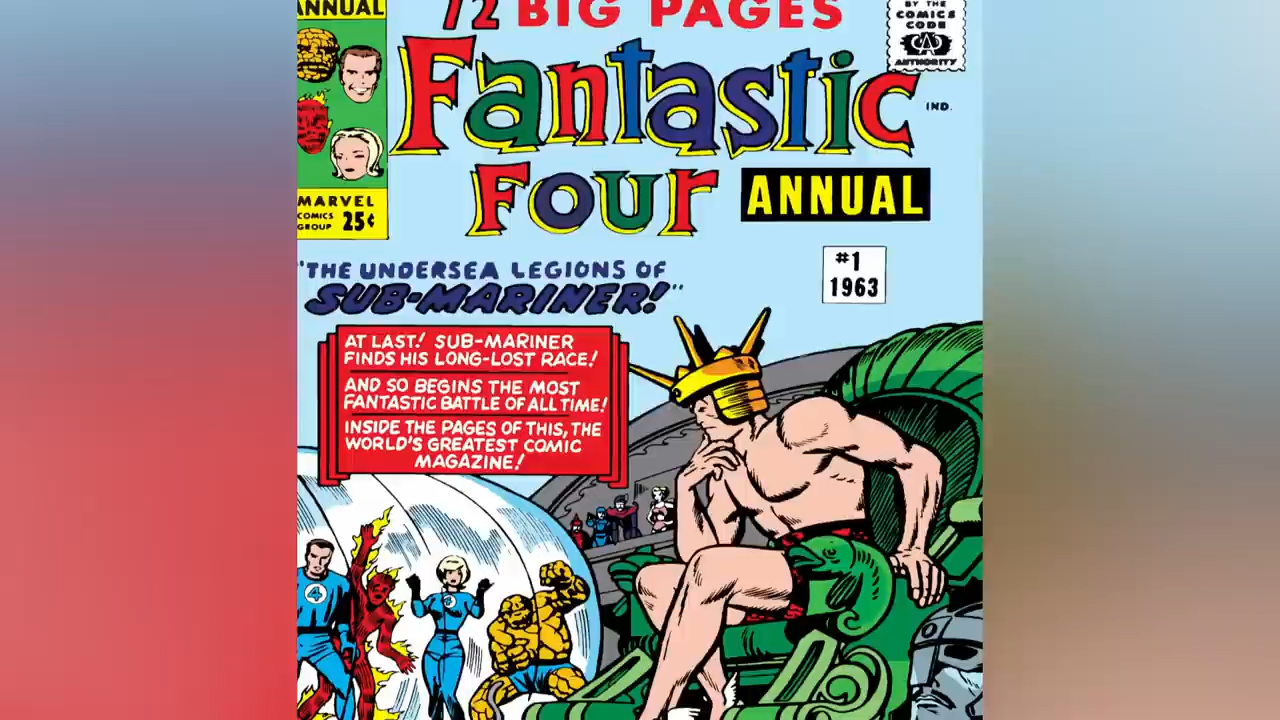 ANNUAL
72 BIG PAGES
BY THE
COMICS
CODE
CA
AUTHORITY
Fantastic
IND.
Four
ANNUAL
MARVEL
COMICS
GROUP 25¢
#1
1963
"THE UNDERSEA LEGIONS OF
SUB-MARINER!"
AT LAST! SUB-MARINER
FINDS HIS LONG-LOST RACE!
AND SO BEGINS THE MOST
FANTASTIC BATTLE OF ALL TIME!
INSIDE THE PAGES OF THIS, THE
WORLD'S GREATEST COMIC
MAGAZINE!
4